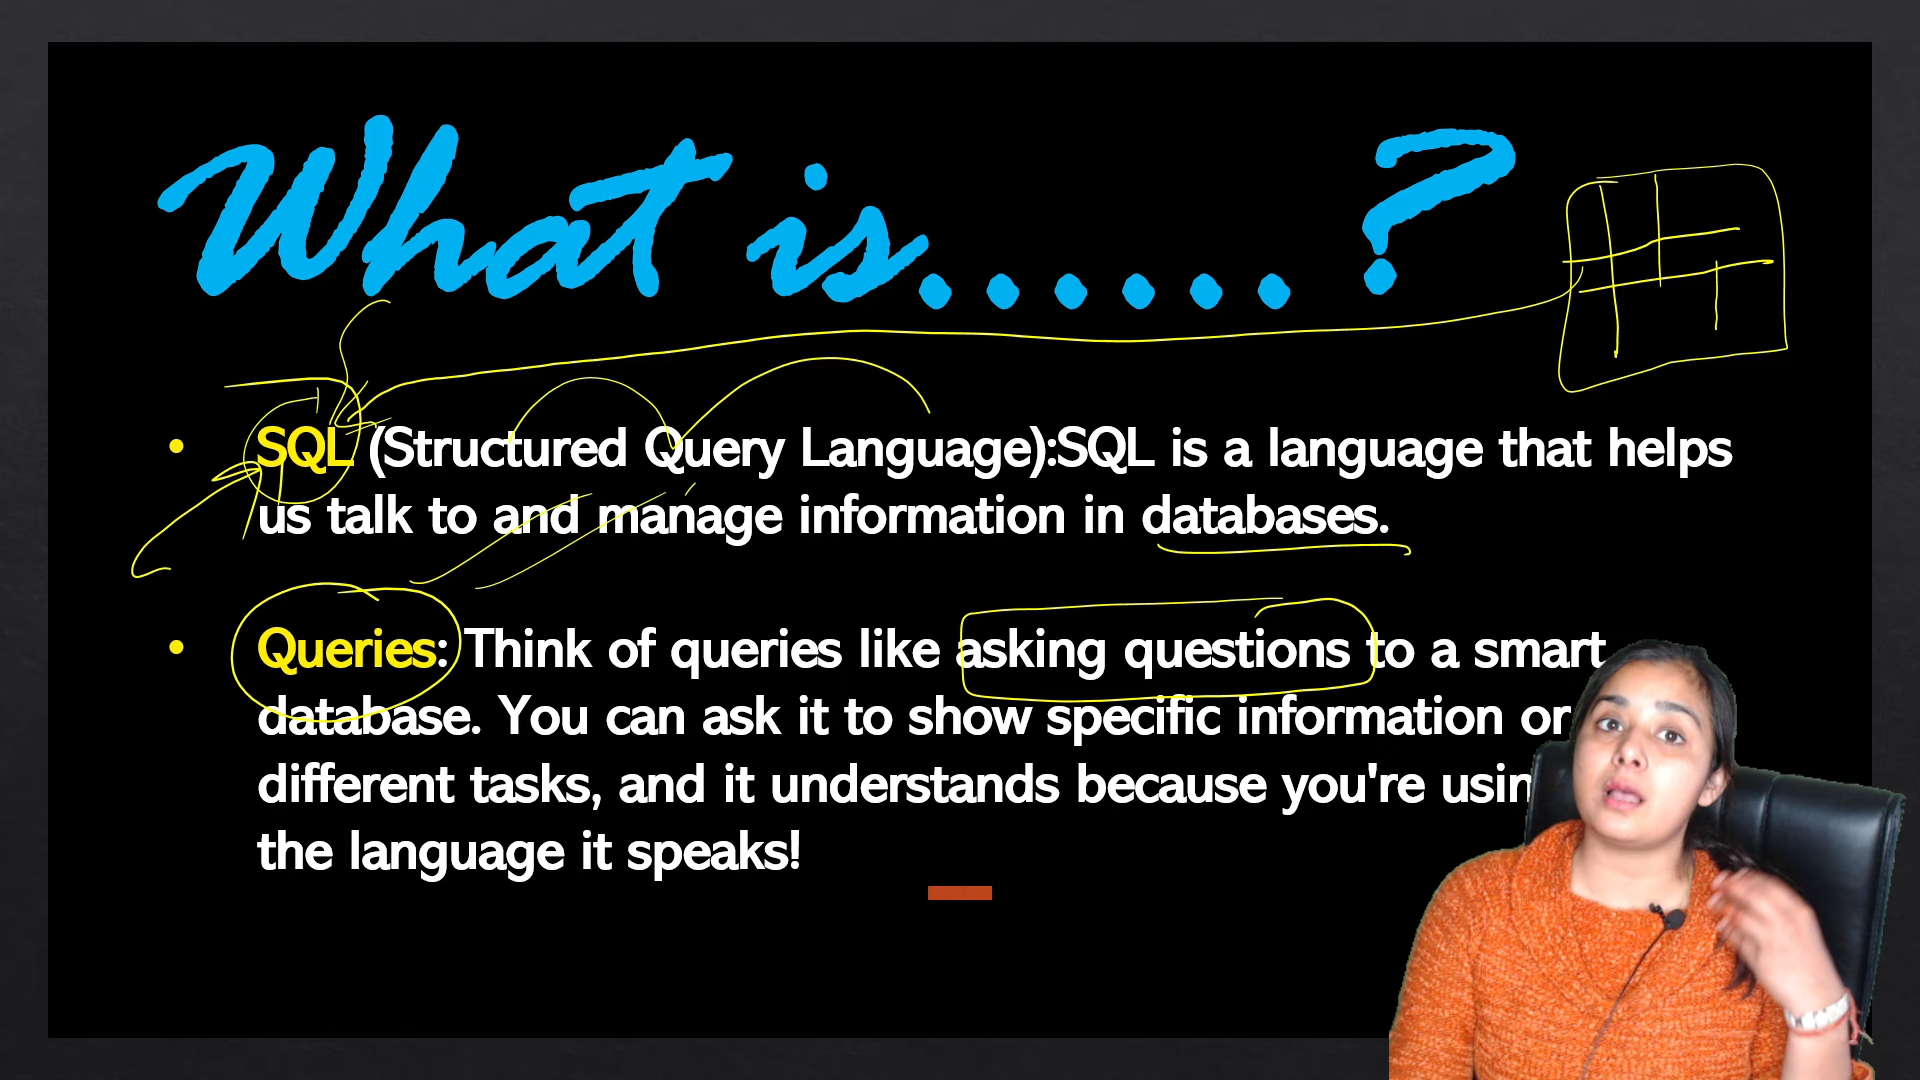 What is...... ?
• SQL (Structured Query Language):SQL is a language that helps
us talk to and manage information in databases.
• Queries: Think of queries like asking questions to a smart
database. You can ask it to show specific information or
different tasks, and it understands because you're
the language it speaks!